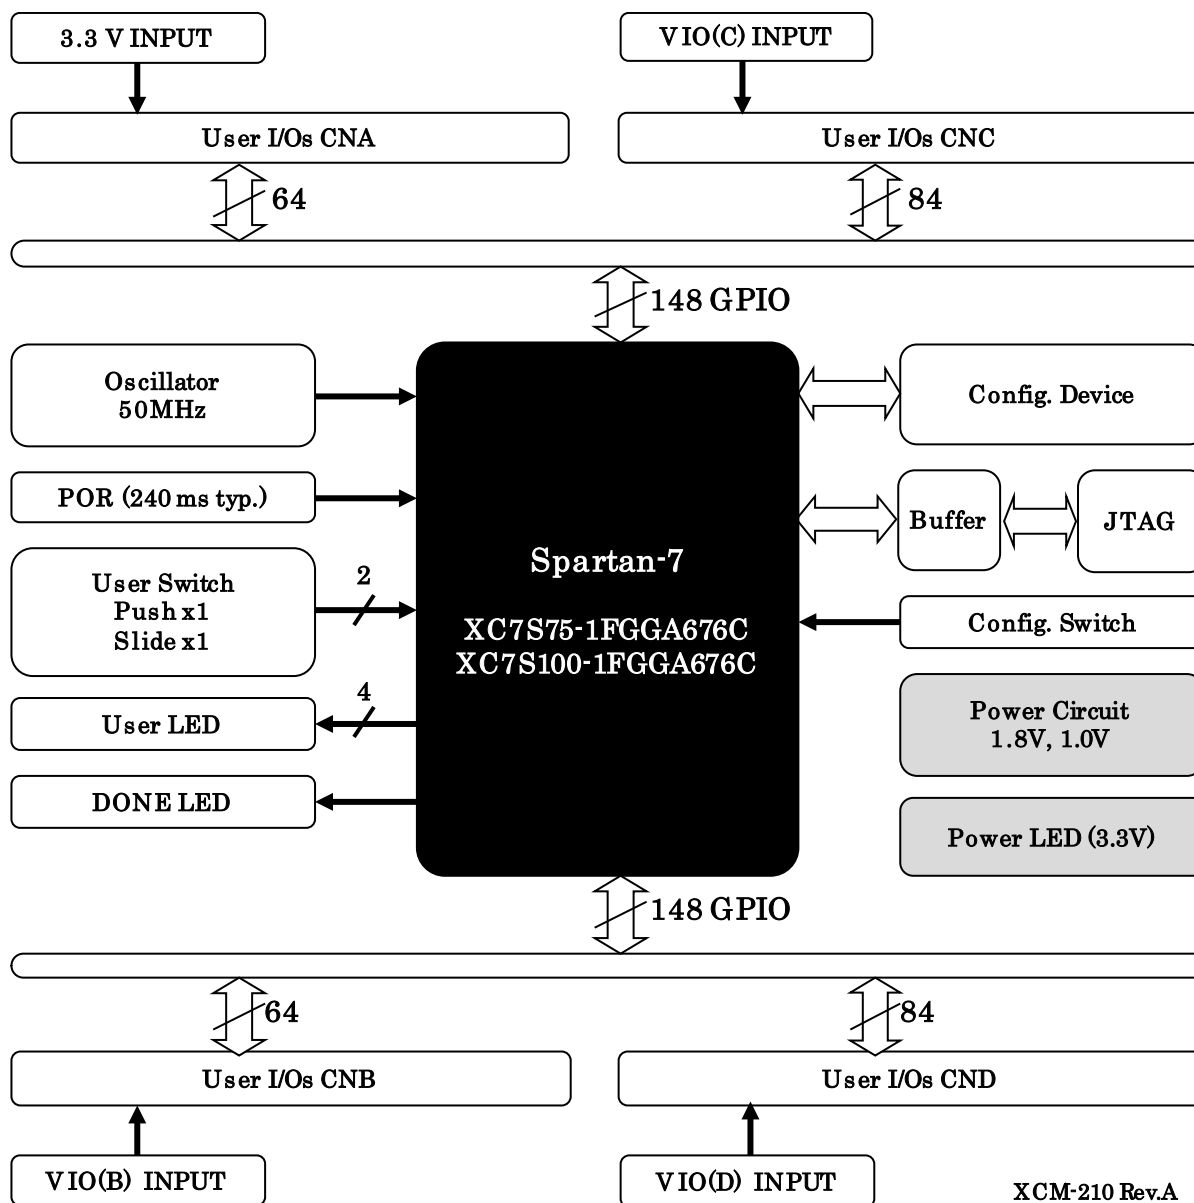 3.3 V INPUT
VIO(C) INPUT
User I/Os CNA
User I/Os CNC
64
84
148 GPIO
Oscillator
50MHz
Config. Device
POR (240 ms typ.)
Buffer
JTAG
Spartan-7
XC7S75-1FGGA676C
XC7S100-1FGGA676C
User Switch
Push x1
Slide x1
2
Config. Switch
4
User LED
Power Circuit
1.8V, 1.0V
DONE LED
Power LED (3.3V)
148 GPIO
64
84
User I/Os CNB
User I/Os CND
VIO(B) INPUT
VIO(D) INPUT
XCM-210 Rev.A